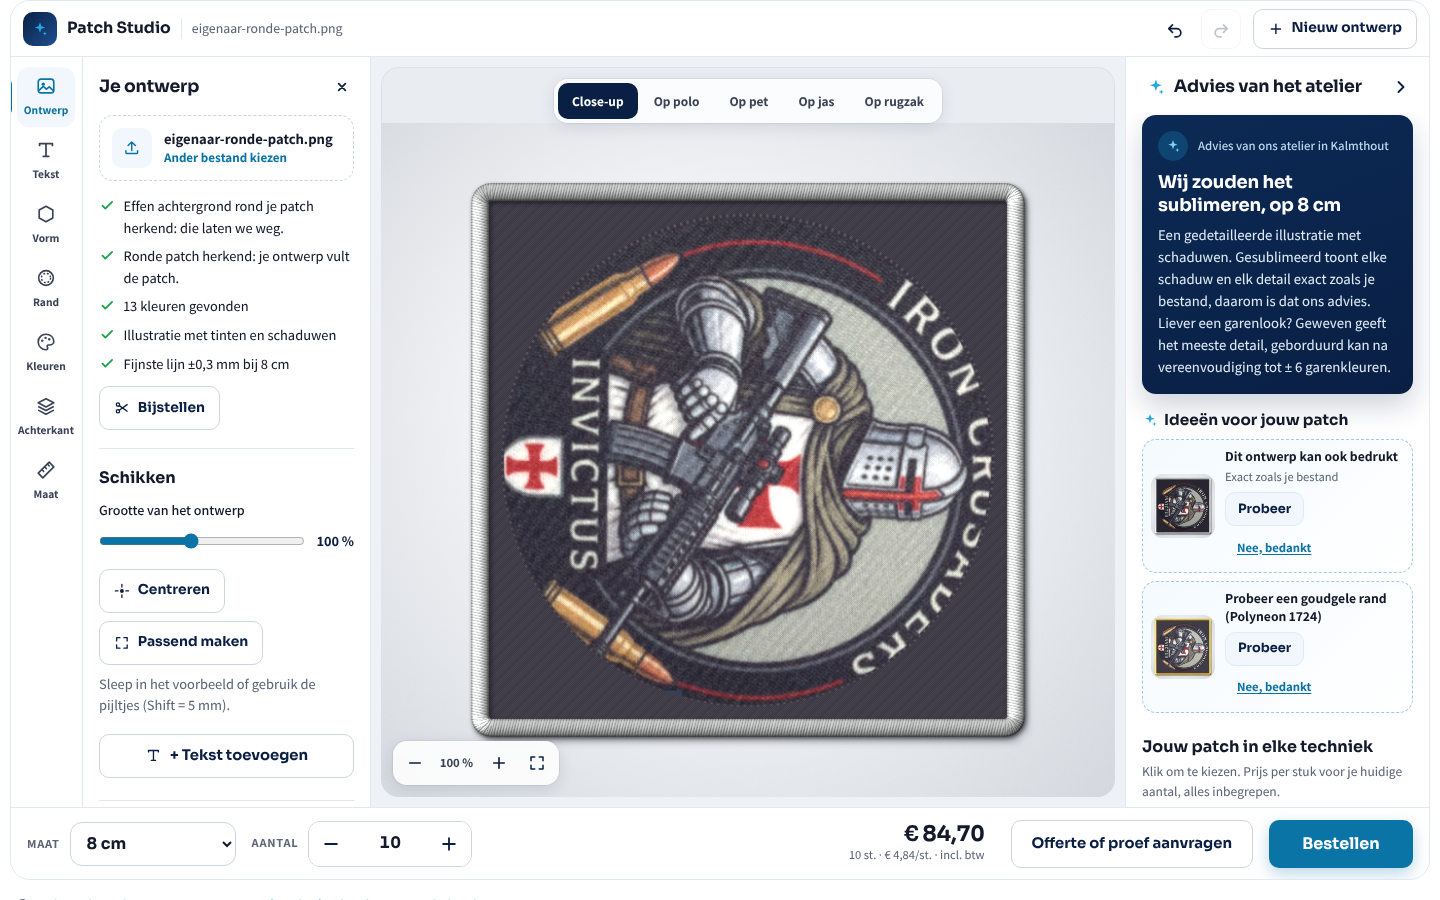 Patch Studio
eigenaar-ronde-patch.png
Nieuw ontwerp
Ontwerp
Tekst
Vorm
Rand
Kleuren
Achterkant
Maat
Je ontwerp
eigenaar-ronde-patch.png
Ander bestand kiezen
Effen achtergrond rond je patch
herkend: die laten we weg.
Ronde patch herkend: je ontwerp vult
de patch.
13 kleuren gevonden
Illustratie met tinten en schaduwen
Fijnste lijn ±0,3 mm bij 8 cm
Bijstellen
Schikken
Grootte van het ontwerp
100 %
Centreren
Passend maken
Sleep in het voorbeeld of gebruik de
pijltjes (Shift = 5 mm).
+ Tekst toevoegen
Close-up
Op polo
Op pet
Op jas
Op rugzak
IRON CRUSADERS
INVICTUS
100 %
Advies van het atelier
Advies van ons atelier in Kalmthout
Wij zouden het
sublimeren, op 8 cm
Een gedetailleerde illustratie met
schaduwen. Gesublimeerd toont elke
schaduw en elk detail exact zoals je
bestand, daarom is dat ons advies.
Liever een garenlook? Geweven geeft
het meeste detail, geborduurd kan na
vereenvoudiging tot ± 6 garenkleuren.
Ideeën voor jouw patch
Dit ontwerp kan ook bedrukt
Exact zoals je bestand
Probeer
Nee, bedankt
Probeer een goudgele rand
(Polyneon 1724)
Probeer
Nee, bedankt
Jouw patch in elke techniek
Klik om te kiezen. Prijs per stuk voor je huidige
aantal, alles inbegrepen.
MAAT
8 cm
AANTAL
10
€ 84,70
10 st. · € 4,84/st. · incl. btw
Offerte of proef aanvragen
Bestellen